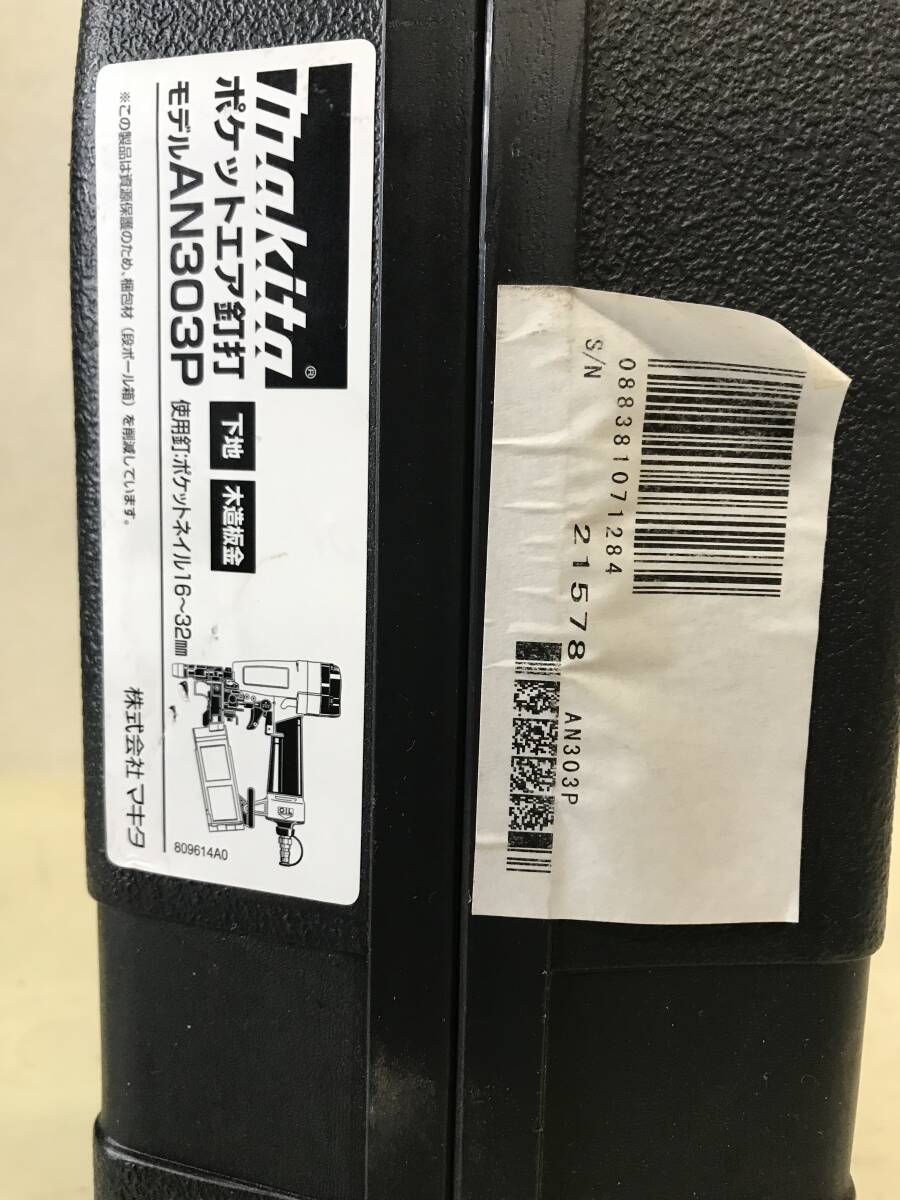 makita®
ポケットエア釘打
下地 木造板金
モデルAN303P
使用釘:ポケットネイル16～32㎜
※この製品は資源保護のため、梱包材（段ボール箱）を削減しています。
株式会社マキタ
809614A0
088381071284
S/N
21578
AN303P